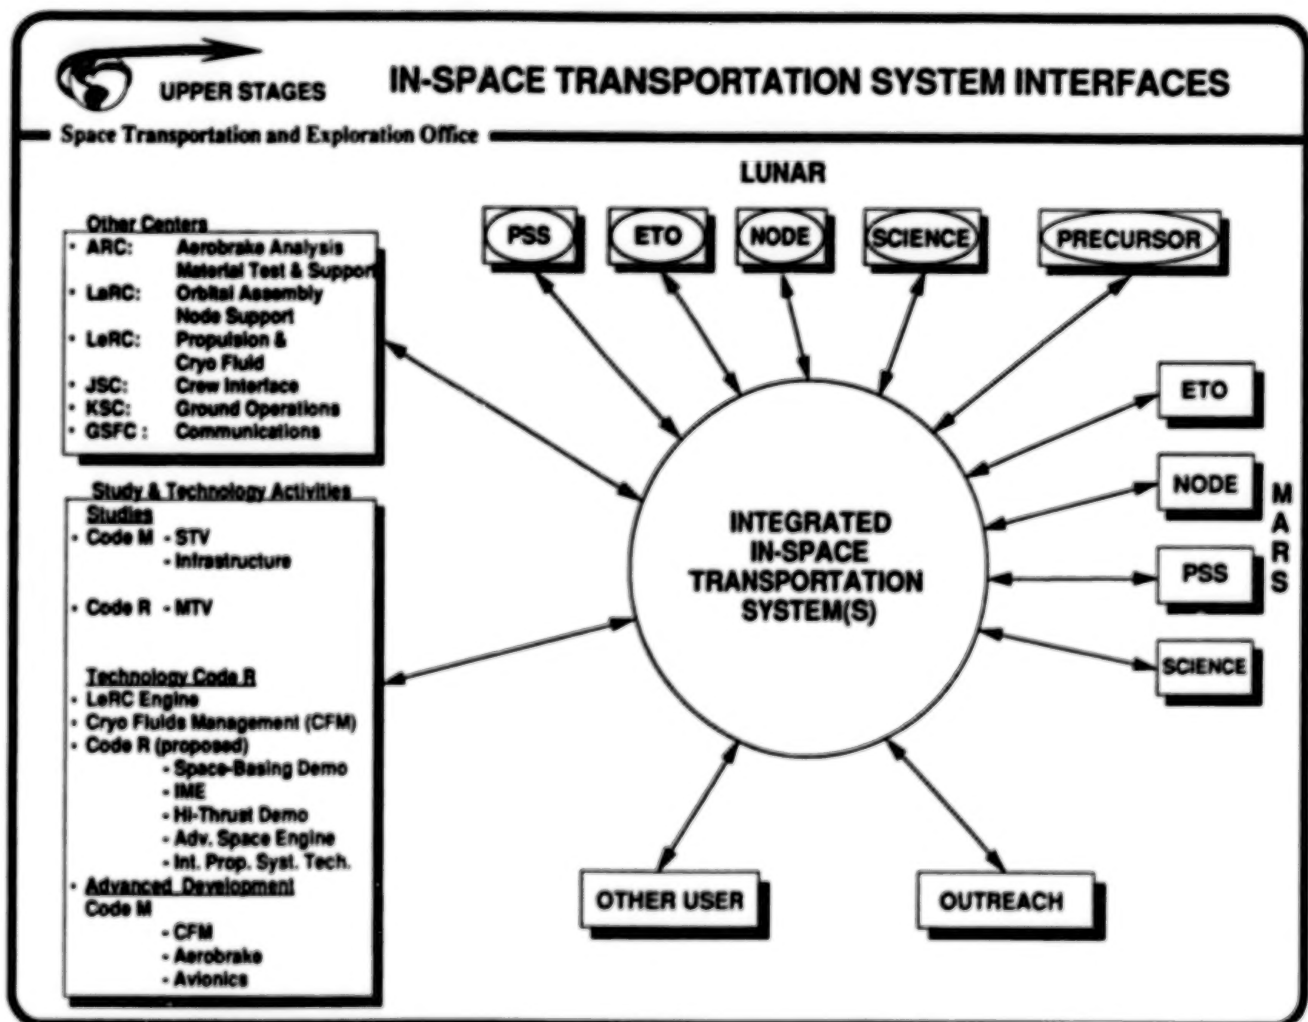 UPPER STAGES
IN-SPACE TRANSPORTATION SYSTEM INTERFACES
Space Transportation and Exploration Office
Other Centers
• ARC: Aerobrake Analysis
Material Test & Support
• LaRC: Orbital Assembly
Node Support
• LeRC: Propulsion &
Cryo Fluid
• JSC: Crew Interface
• KSC: Ground Operations
• GSFC : Communications
Study & Technology Activities
Studies
• Code M - STV
- Infrastructure
• Code R - MTV
Technology Code R
• LeRC Engine
• Cryo Fluids Management (CFM)
• Code R (proposed)
- Space-Basing Demo
- IME
- Hi-Thrust Demo
- Adv. Space Engine
- Int. Prop. Syst. Tech.
• Advanced Development
Code M
- CFM
- Aerobrake
- Avionics
LUNAR
PSS
ETO
NODE
SCIENCE
PRECURSOR
INTEGRATED
IN-SPACE
TRANSPORTATION
SYSTEM(S)
ETO
NODE
PSS
SCIENCE
MARS
OTHER USER
OUTREACH